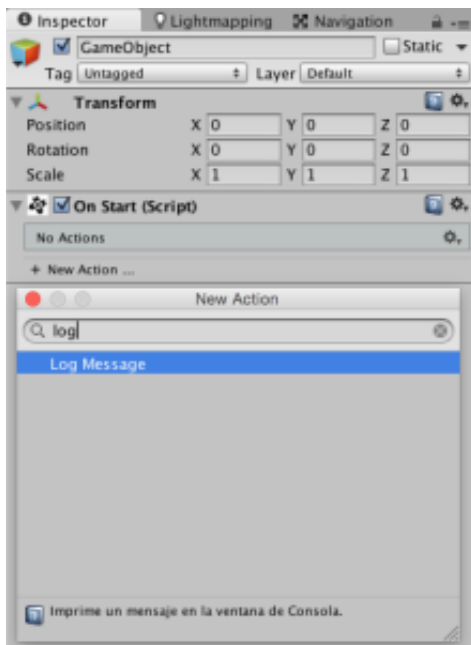 Inspector Lightmapping Navigation
GameObject Static
Tag Untagged Layer Default
Transform
Position X 0 Y 0 Z 0
Rotation X 0 Y 0 Z 0
Scale X 1 Y 1 Z 1
On Start (Script)
No Actions
+ New Action ...
New Action
log
Log Message
Imprime un mensaje en la ventana de Consola.